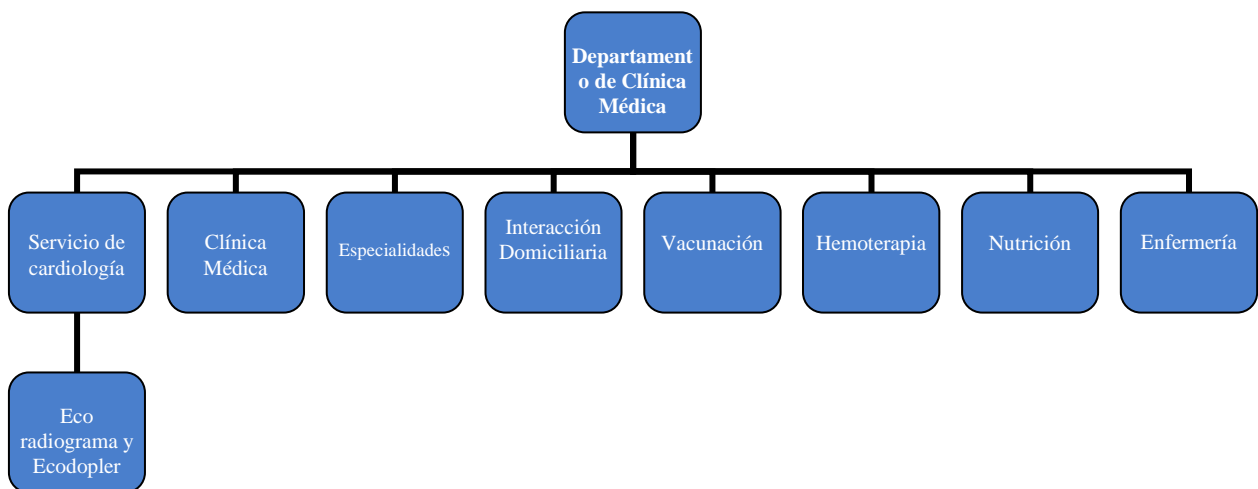 Departament
o de Clínica
Médica
Servicio de
cardiología
Clínica
Médica
Especialidades
Interacción
Domiciliaria
Vacunación
Hemoterapia
Nutrición
Enfermería
Eco
radiograma y
Ecodopler